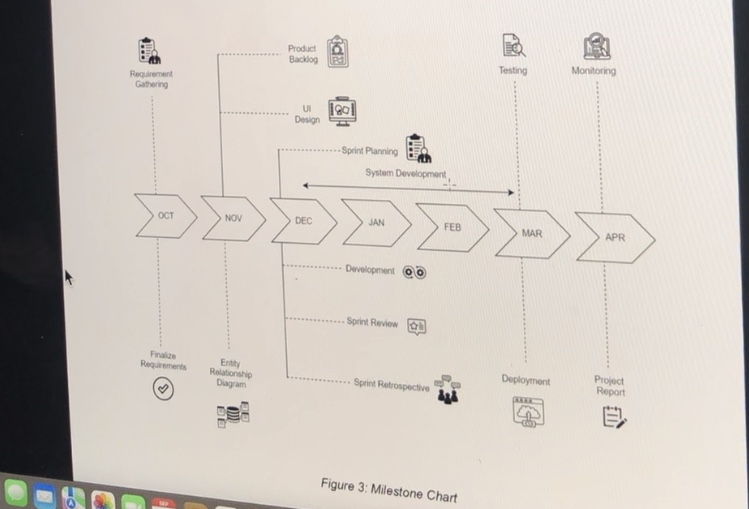 Requirement
Gathering
Product
Backlog
UI
Design
Testing
Monitoring
Sprint Planning
System Development
OCT
NOV
DEC
JAN
FEB
MAR
APR
Development
Sprint Review
Sprint Retrospective
Finalize
Requirements
Entity
Relationship
Diagram
Deployment
Project
Report
Figure 3: Milestone Chart
SEP